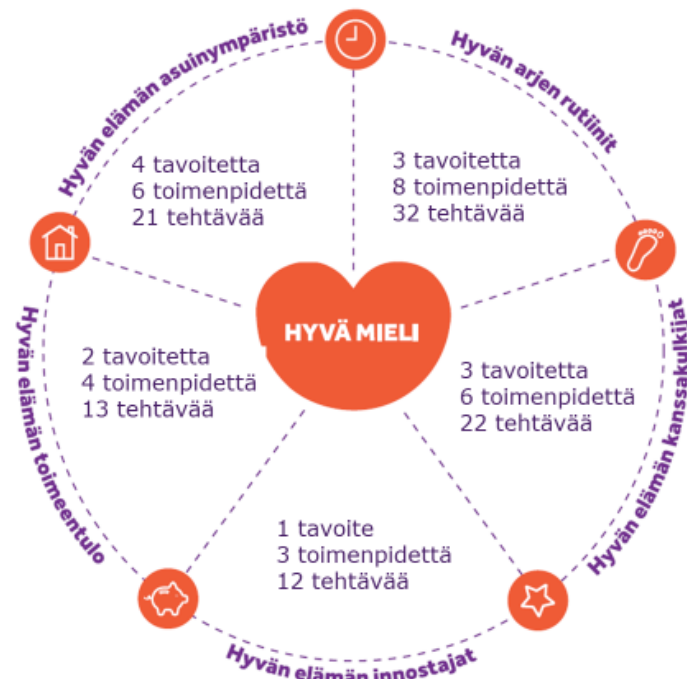 Hyvän elämän asuinympäristö
Hyvän arjen rutiinit
4 tavoitetta
6 toimenpidettä
21 tehtävää
3 tavoitetta
8 toimenpidettä
32 tehtävää
HYVÄ MIELI
Hyvän elämän toimeentulo
2 tavoitetta
4 toimenpidettä
13 tehtävää
3 tavoitetta
6 toimenpidettä
22 tehtävää
Hyvän elämän kanssakulkijat
1 tavoite
3 toimenpidettä
12 tehtävää
Hyvän elämän innostajat